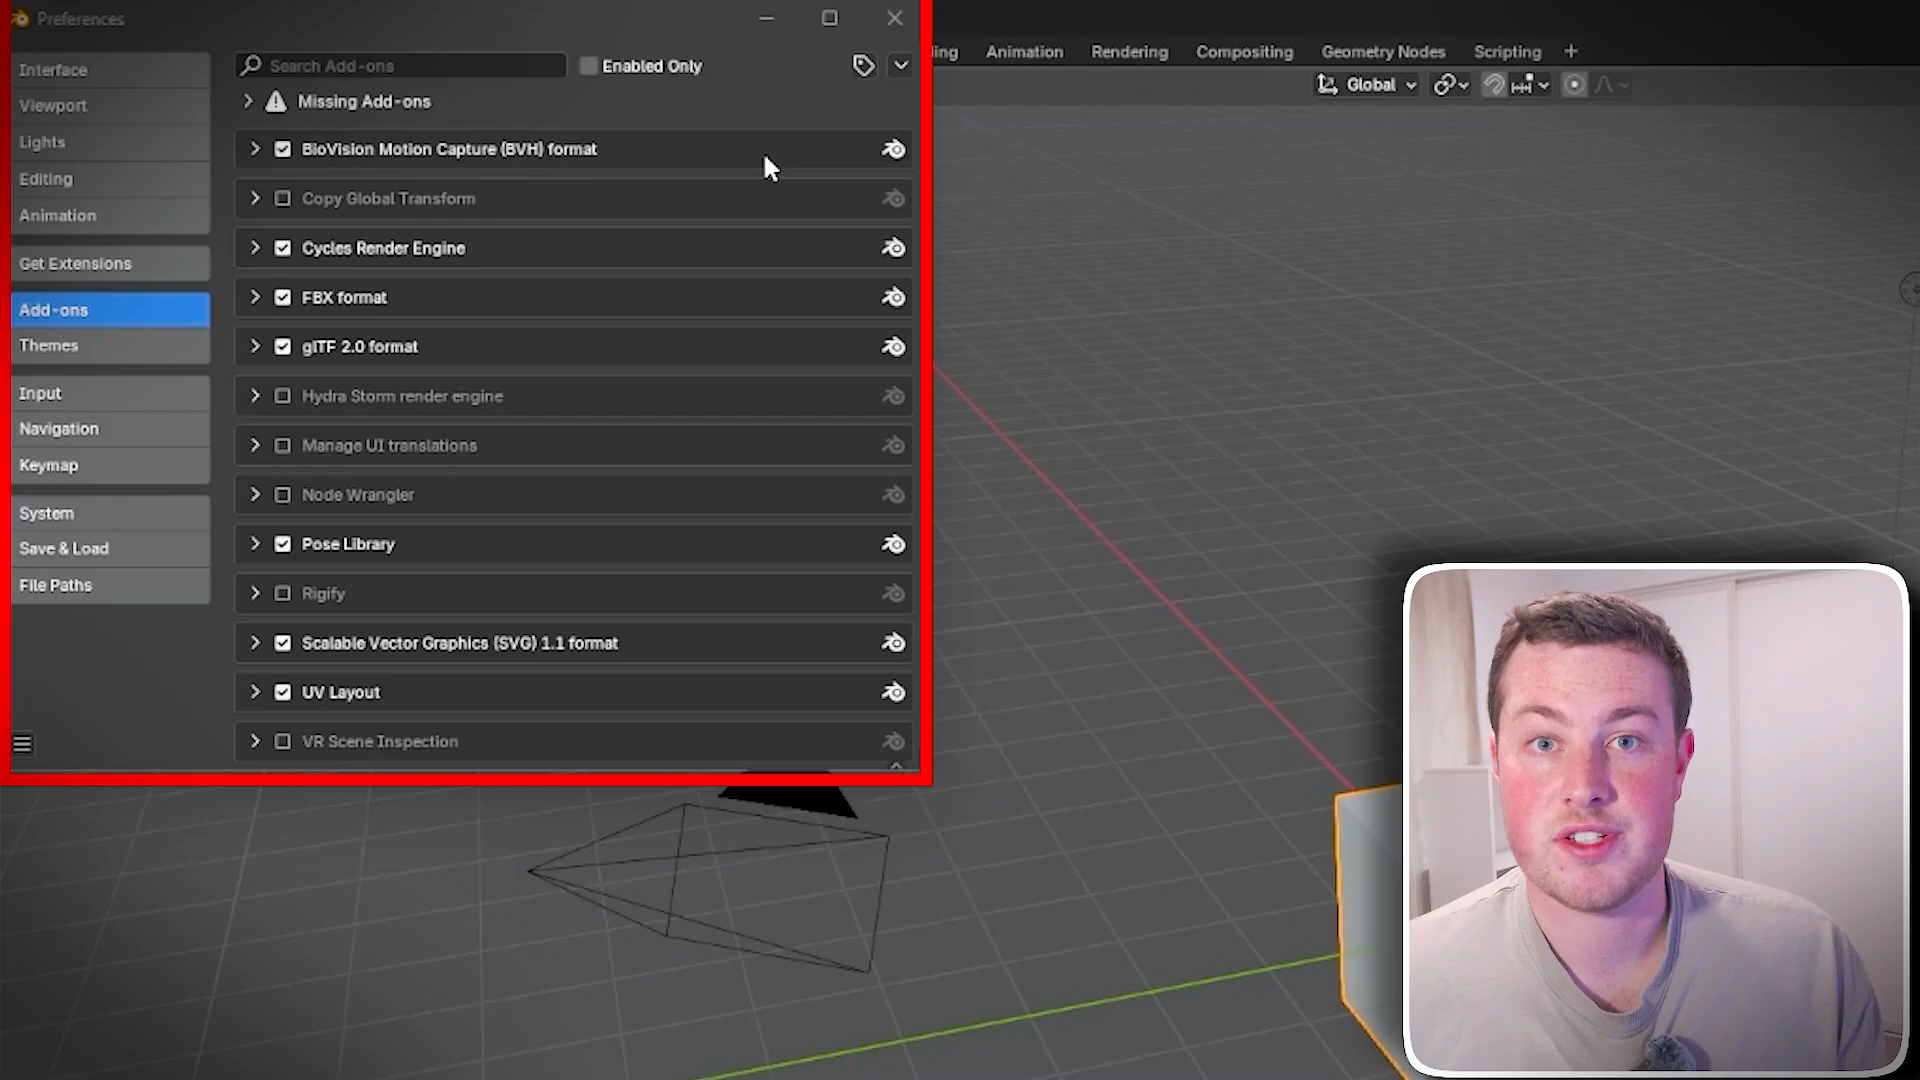 Preferences
Interface
Viewport
Lights
Editing
Animation
Get Extensions
Add-ons
Themes
Input
Navigation
Keymap
System
Save & Load
File Paths
Search Add-ons
Enabled Only
Missing Add-ons
BioVision Motion Capture (BVH) format
Copy Global Transform
Cycles Render Engine
FBX format
glTF 2.0 format
Hydra Storm render engine
Manage UI translations
Node Wrangler
Pose Library
Rigify
Scalable Vector Graphics (SVG) 1.1 format
UV Layout
VR Scene Inspection
ing Animation Rendering Compositing Geometry Nodes Scripting +
Global